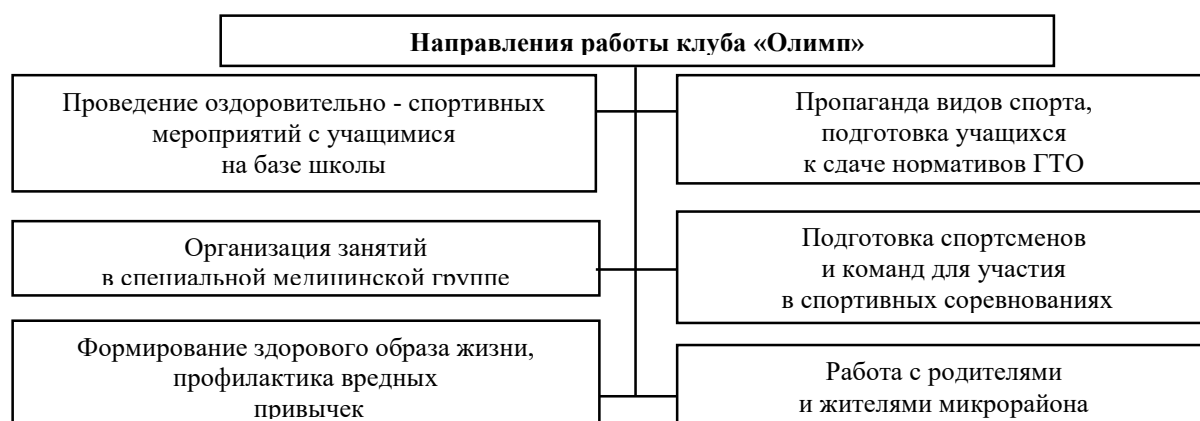 Направления работы клуба «Олимп»
Проведение оздоровительно - спортивных
мероприятий с учащимися
на базе школы
Пропаганда видов спорта,
подготовка учащихся
к сдаче нормативов ГТО
Организация занятий
в специальной медицинской группе
Подготовка спортсменов
и команд для участия
в спортивных соревнованиях
Формирование здорового образа жизни,
профилактика вредных
привычек
Работа с родителями
и жителями микрорайона